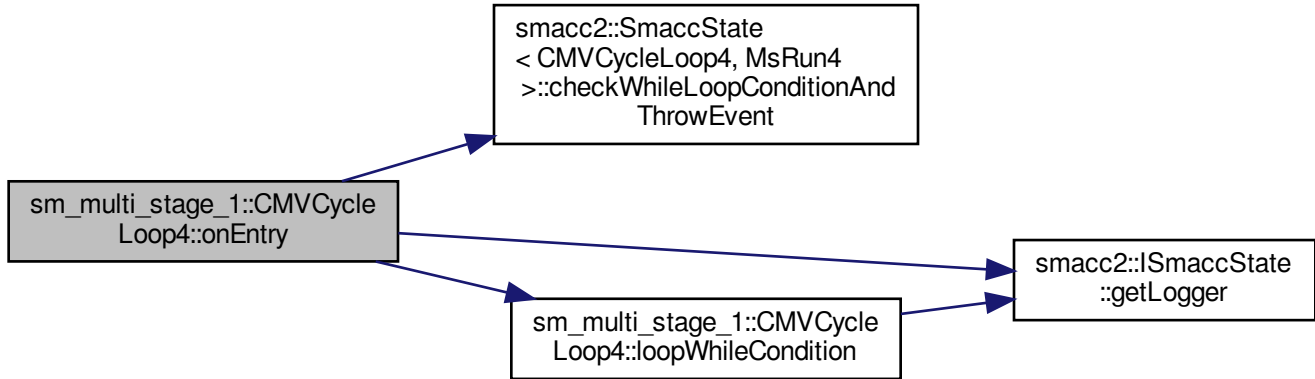 smacc2::SmaccState
< CMVCycleLoop4, MsRun4
>::checkWhileLoopConditionAnd
ThrowEvent
sm_multi_stage_1::CMVCycle
Loop4::onEntry
smacc2::ISmaccState
::getLogger
sm_multi_stage_1::CMVCycle
Loop4::loopWhileCondition